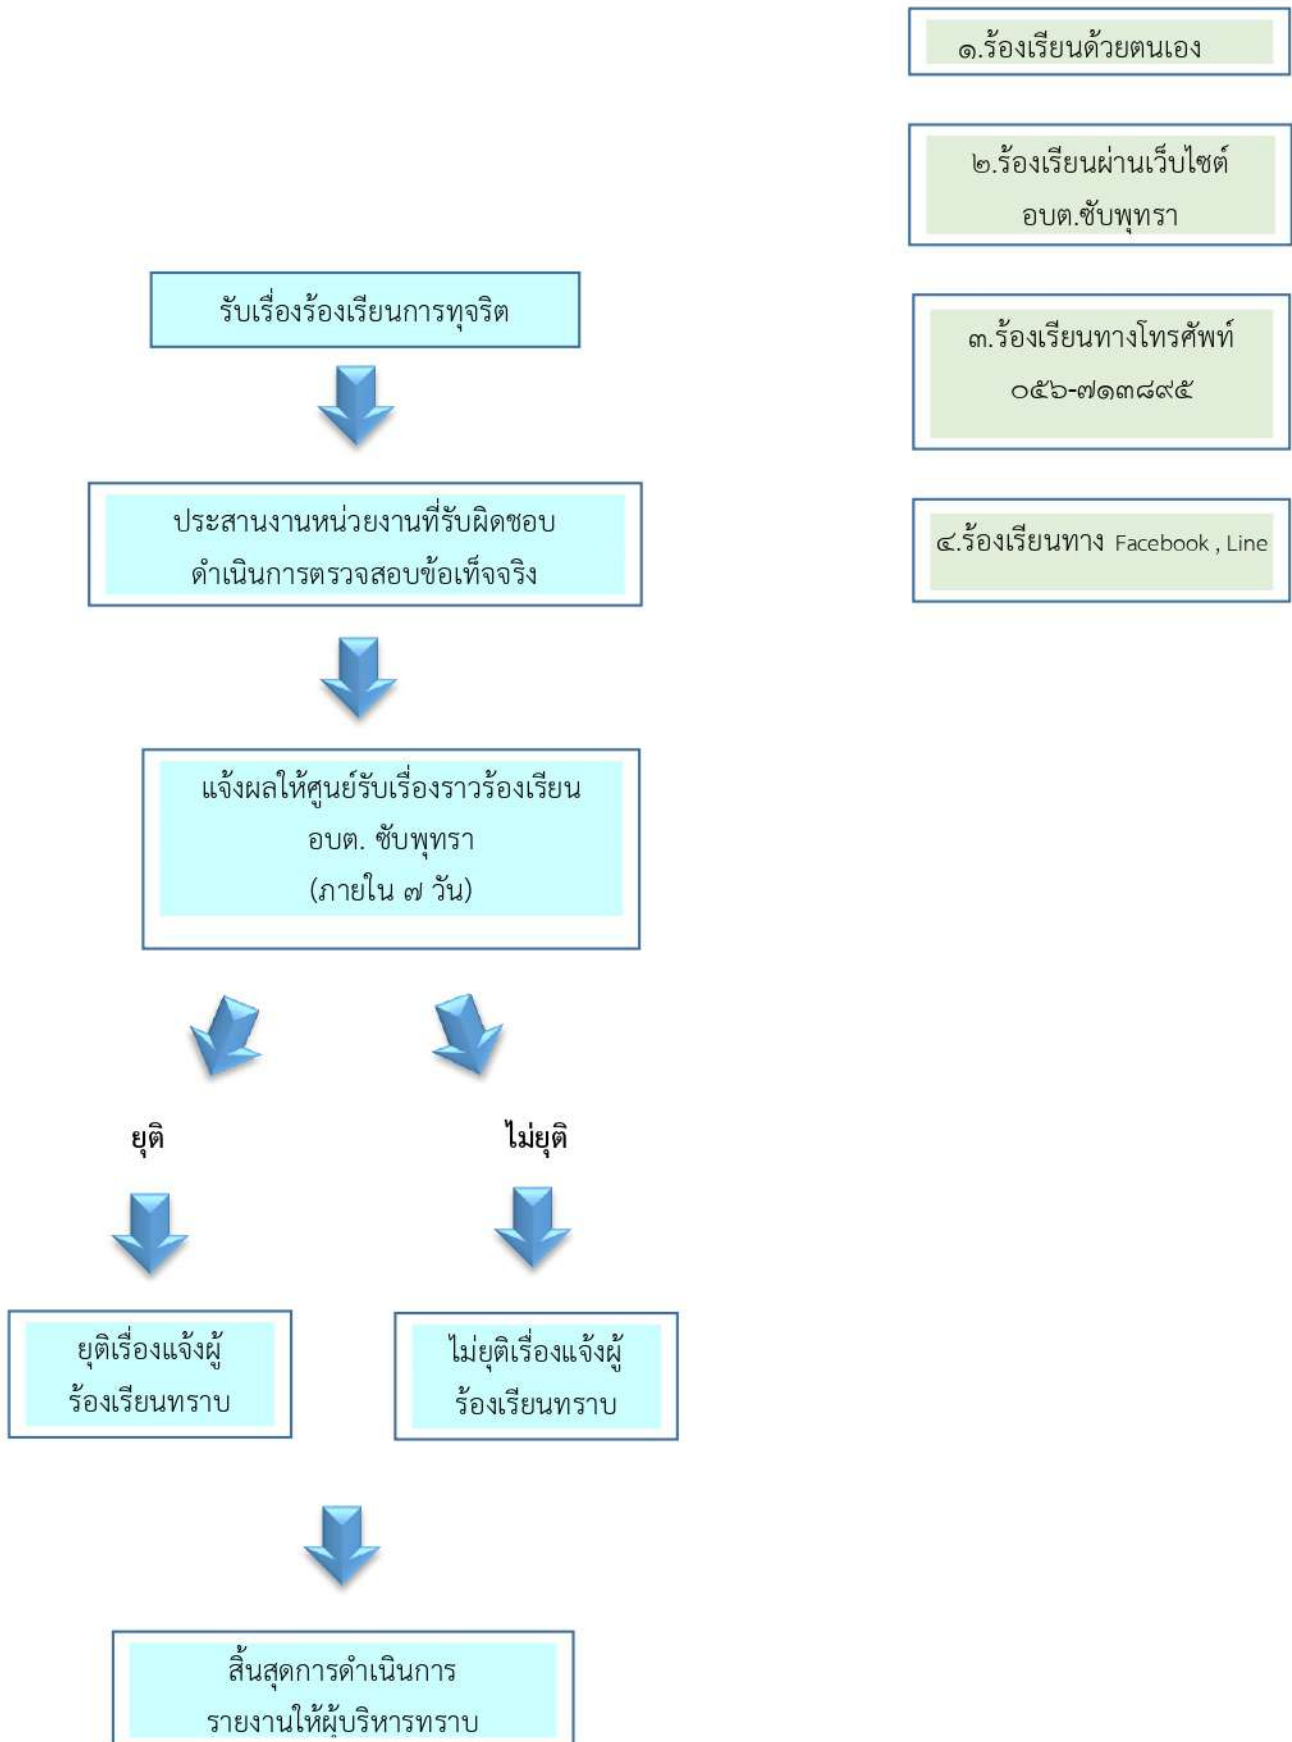 ๑.ร้องเรียนด้วยตนเอง
๒.ร้องเรียนผ่านเว็บไซต์
อบต.ซับพุทรา
๓.ร้องเรียนทางโทรศัพท์
๐๕๖-๗๑๓๘๙๕
๔.ร้องเรียนทาง Facebook , Line
รับเรื่องร้องเรียนการทุจริต
ประสานงานหน่วยงานที่รับผิดชอบ
ดำเนินการตรวจสอบข้อเท็จจริง
แจ้งผลให้ศูนย์รับเรื่องราวร้องเรียน
อบต. ซับพุทรา
(ภายใน ๗ วัน)
ยุติ
ไม่ยุติ
ยุติเรื่องแจ้งผู้
ร้องเรียนทราบ
ไม่ยุติเรื่องแจ้งผู้
ร้องเรียนทราบ
สิ้นสุดการดำเนินการ
รายงานให้ผู้บริหารทราบ